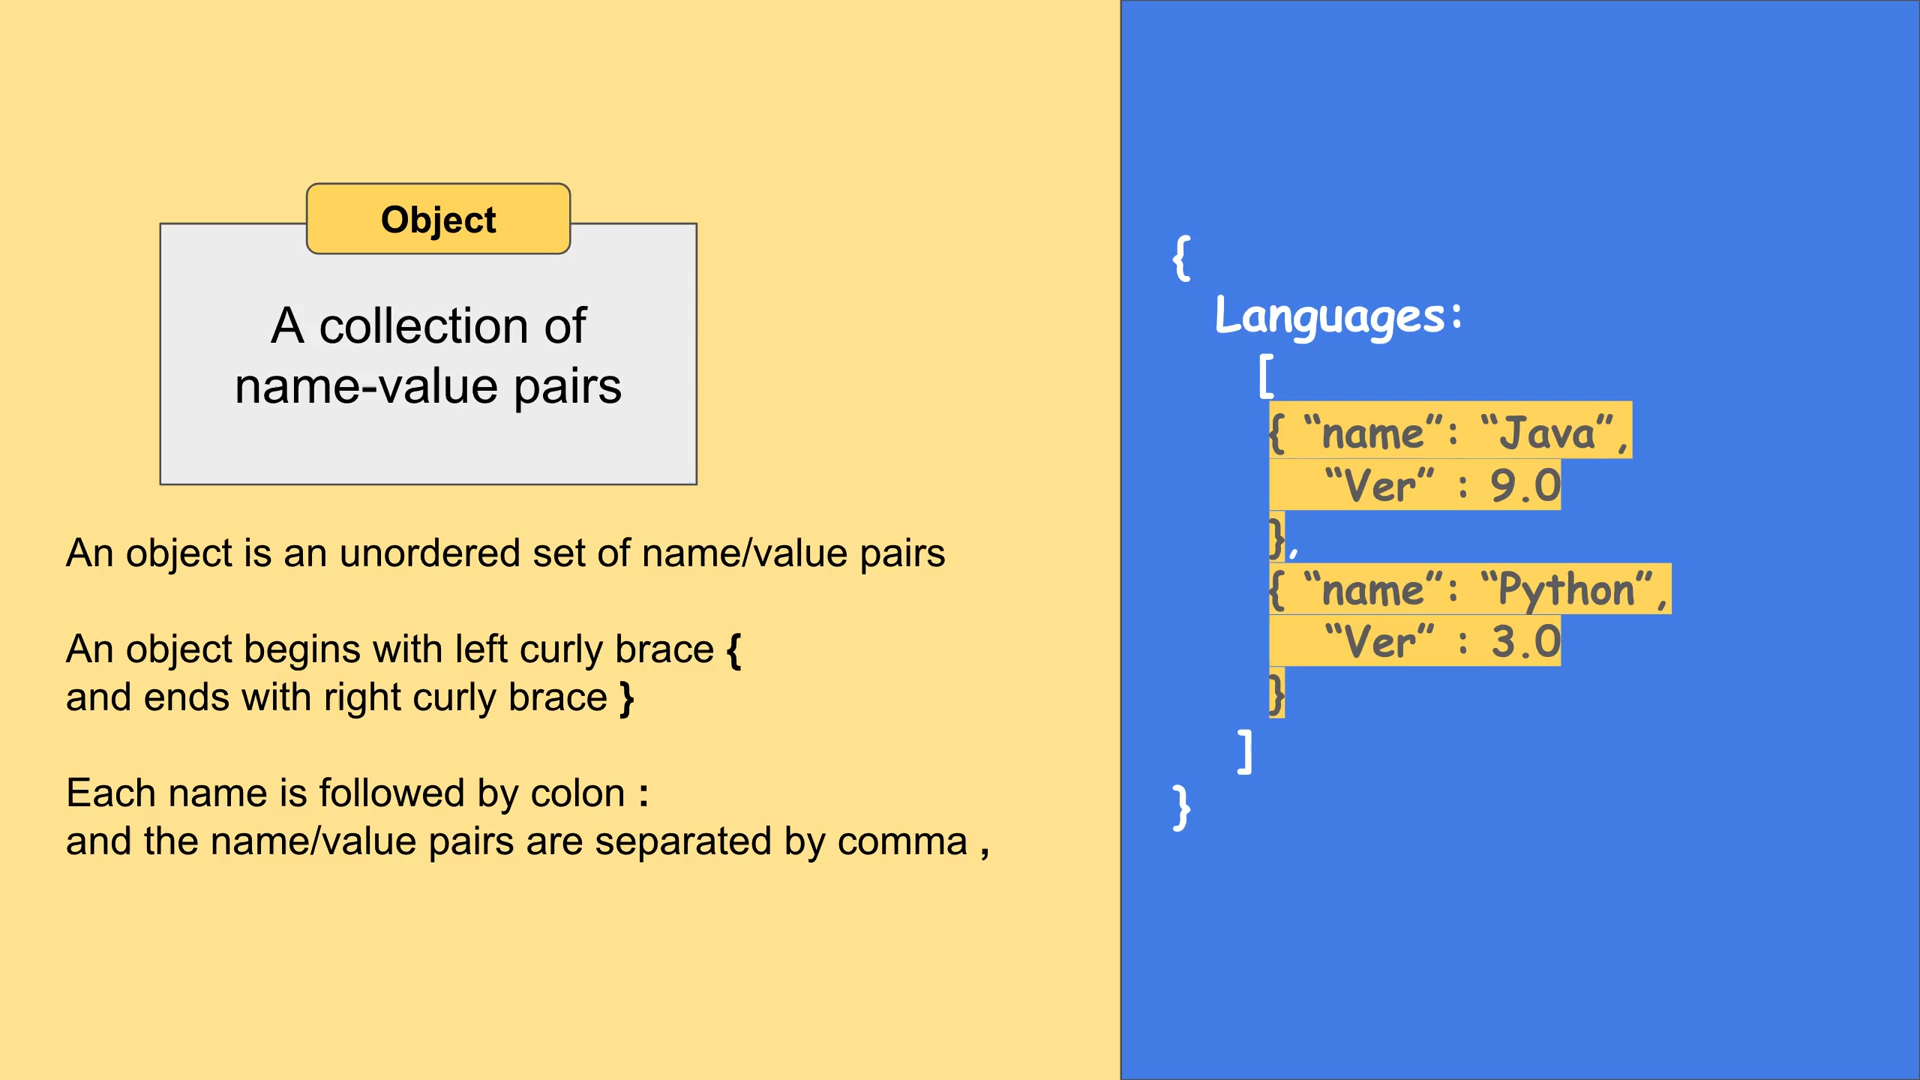 Object
A collection of
name-value pairs
An object is an unordered set of name/value pairs
An object begins with left curly brace {
and ends with right curly brace }
Each name is followed by colon :
and the name/value pairs are separated by comma ,
{
Languages:
[
{ “name”: “Java”,
“Ver” : 9.0
},
{ “name”: “Python”,
“Ver” : 3.0
}
]
}